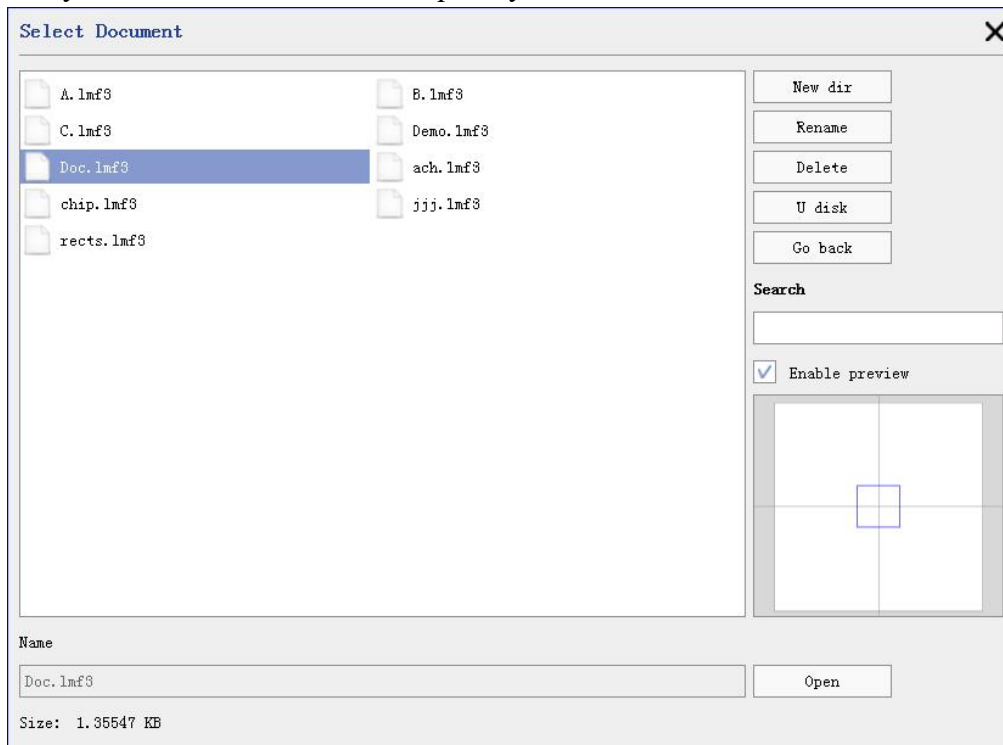 Select Document
A.lmf3
B.lmf3
C.lmf3
Demo.lmf3
Doc.lmf3
ach.lmf3
chip.lmf3
jjj.lmf3
rects.lmf3
New dir
Rename
Delete
U disk
Go back
Search
Enable preview
Name
Doc.lmf3
Open
Size: 1.35547 KB